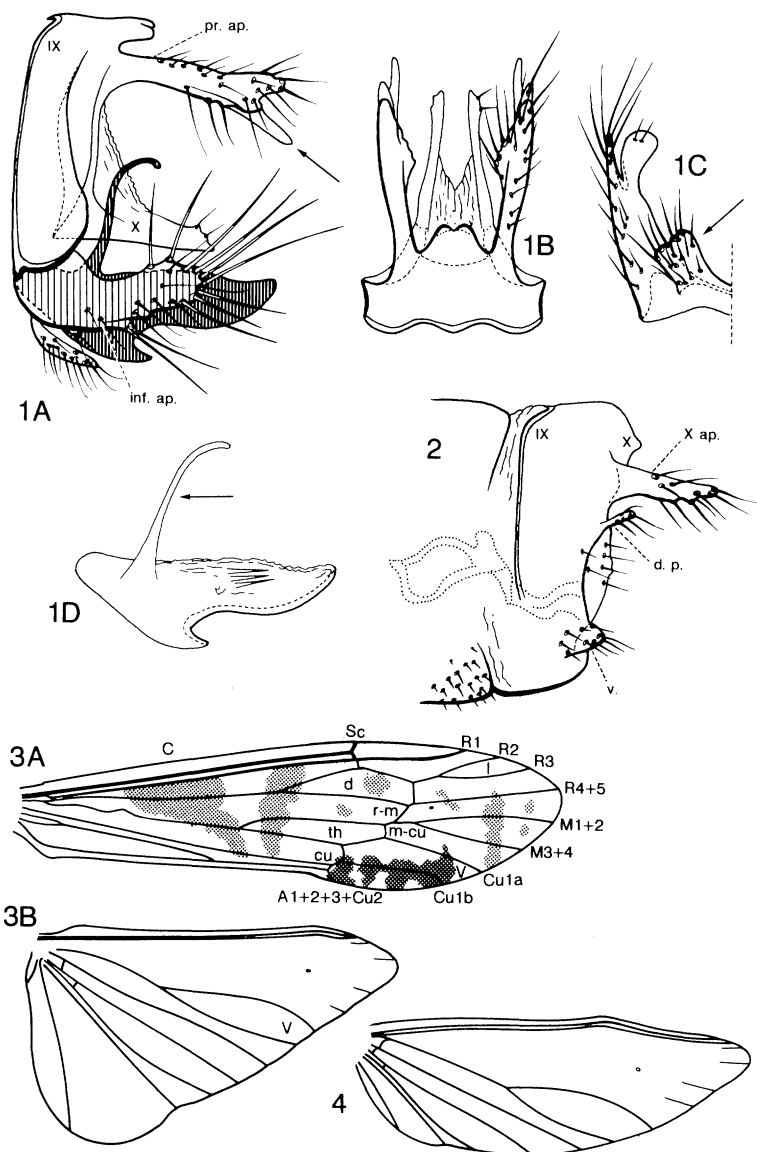 pr. ap.
IX
X
inf. ap.
1A
1B
1C
1D
2
IX
X
X ap.
d. p.
v.
3A
C
Sc
R1
R2
R3
l
d
R4+5
r-m
M1+2
th
m-cu
M3+4
cu
V
Cu1a
A1+2+3+Cu2
Cu1b
3B
V
4